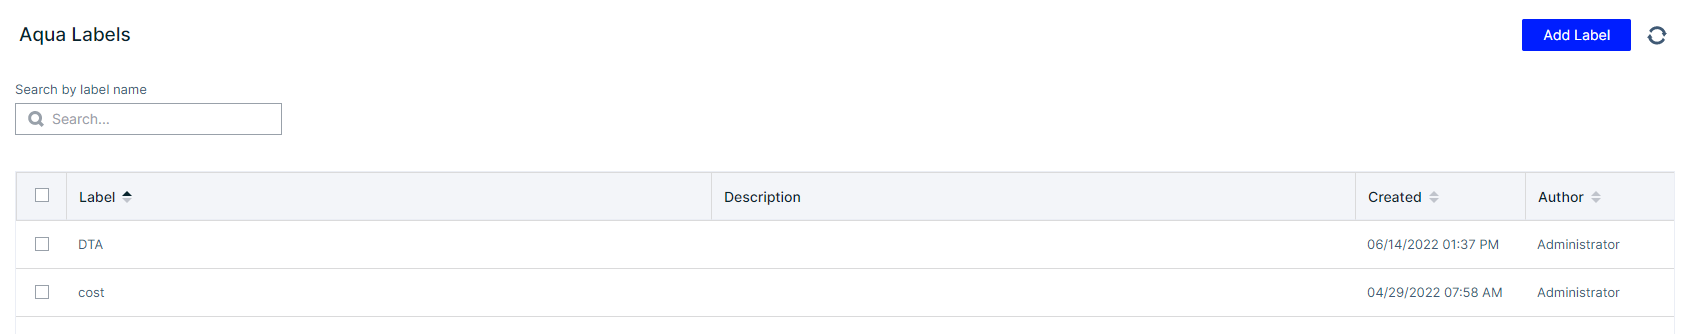 Aqua Labels
Add Label
Search by label name
Search...
Label Description Created Author
DTA 06/14/2022 01:37 PM Administrator
cost 04/29/2022 07:58 AM Administrator